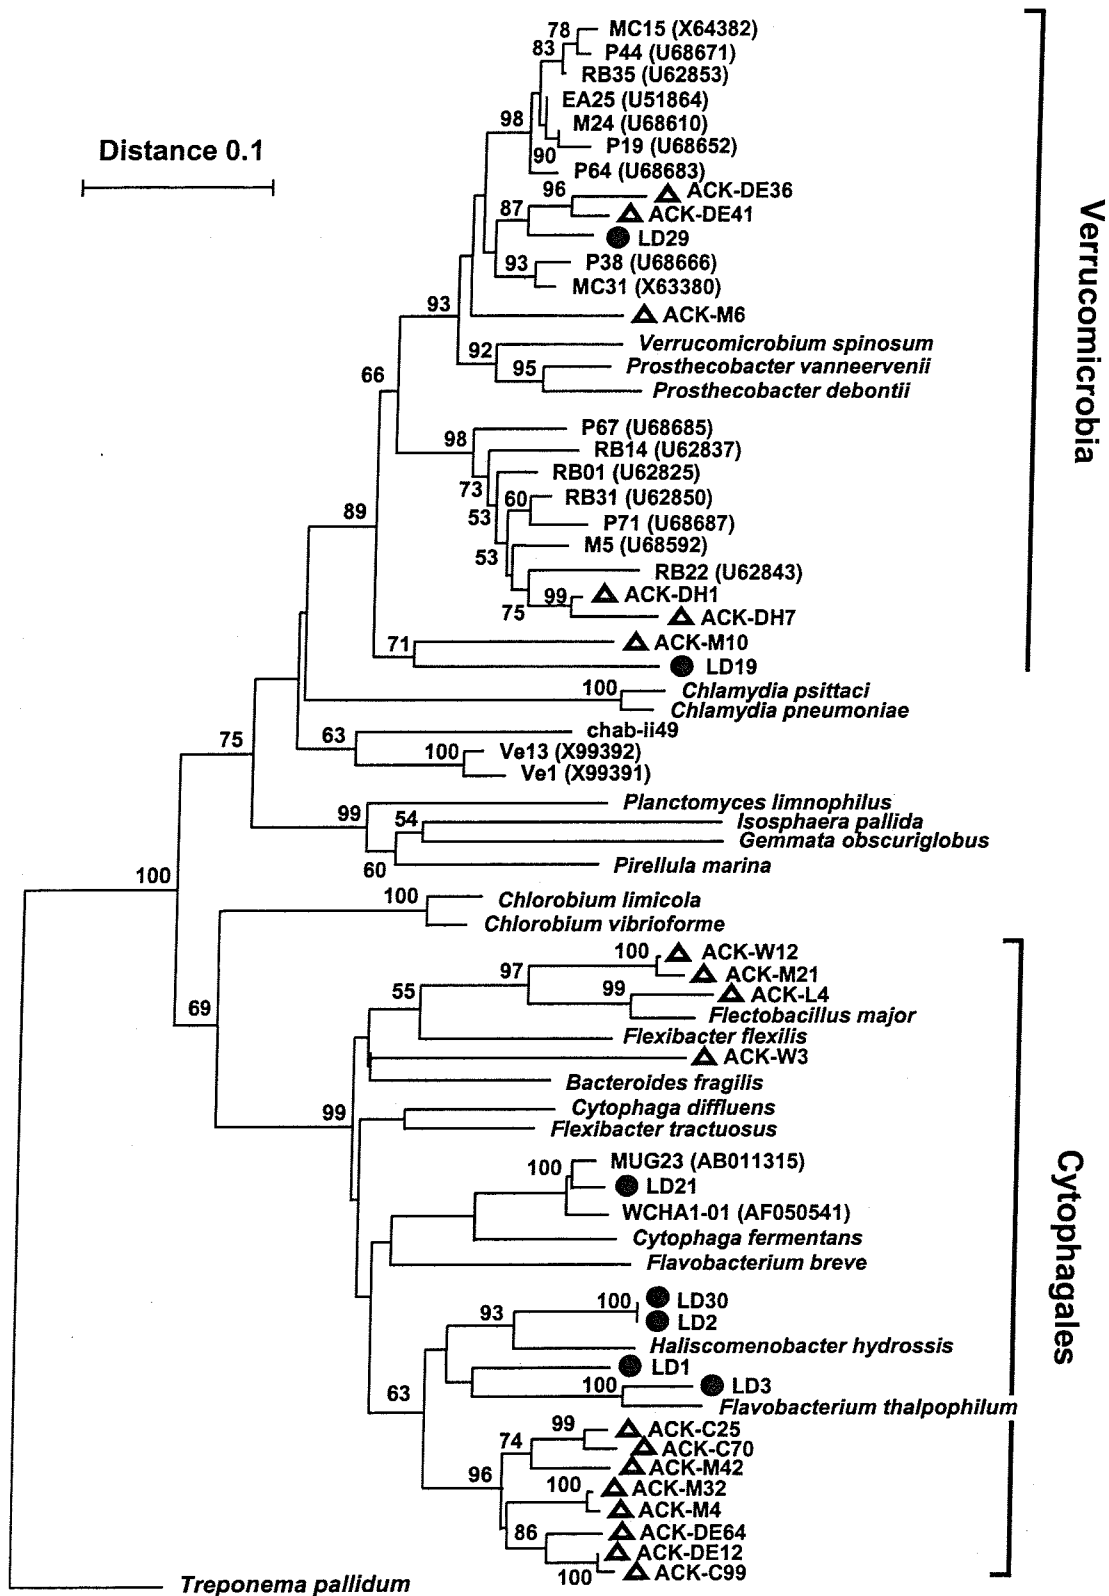 78
MC15 (X64382)
83
P44 (U68671)
RB35 (U62853)
EA25 (U51864)
98
M24 (U68610)
Distance 0.1
P19 (U68652)
90
P64 (U68683)
96
ACK-DE36
87
ACK-DE41
LD29
93
P38 (U68666)
MC31 (X63380)
93
ACK-M6
92
Verrucomicrobium spinosum
95
Prosthecobacter vanneervenii
66
Prosthecobacter debontii
98
P67 (U68685)
RB14 (U62837)
73
RB01 (U62825)
60
RB31 (U62850)
89
53
P71 (U68687)
53
M5 (U68592)
RB22 (U62843)
99
ACK-DH1
75
ACK-DH7
71
ACK-M10
LD19
Verrucomicrobia
100
Chlamydia psittaci
Chlamydia pneumoniae
63
chab-ii49
75
100
Ve13 (X99392)
Ve1 (X99391)
99
Planctomyces limnophilus
54
Isosphaera pallida
Gemmata obscuriglobus
60
Pirellula marina
100
100
Chlorobium limicola
Chlorobium vibrioforme
100
ACK-W12
97
ACK-M21
55
99
ACK-L4
69
Flectobacillus major
Flexibacter flexilis
ACK-W3
Bacteroides fragilis
99
Cytophaga diffluens
Flexibacter tractuosus
100
MUG23 (AB011315)
LD21
WCHA1-01 (AF050541)
Cytophaga fermentans
Flavobacterium breve
100
LD30
93
LD2
Haliscomenobacter hydrossis
LD1
63
100
LD3
Flavobacterium thalpophilum
99
ACK-C25
74
ACK-C70
ACK-M42
96
100
ACK-M32
ACK-M4
86
ACK-DE64
ACK-DE12
100
ACK-C99
Cytophagales
Treponema pallidum